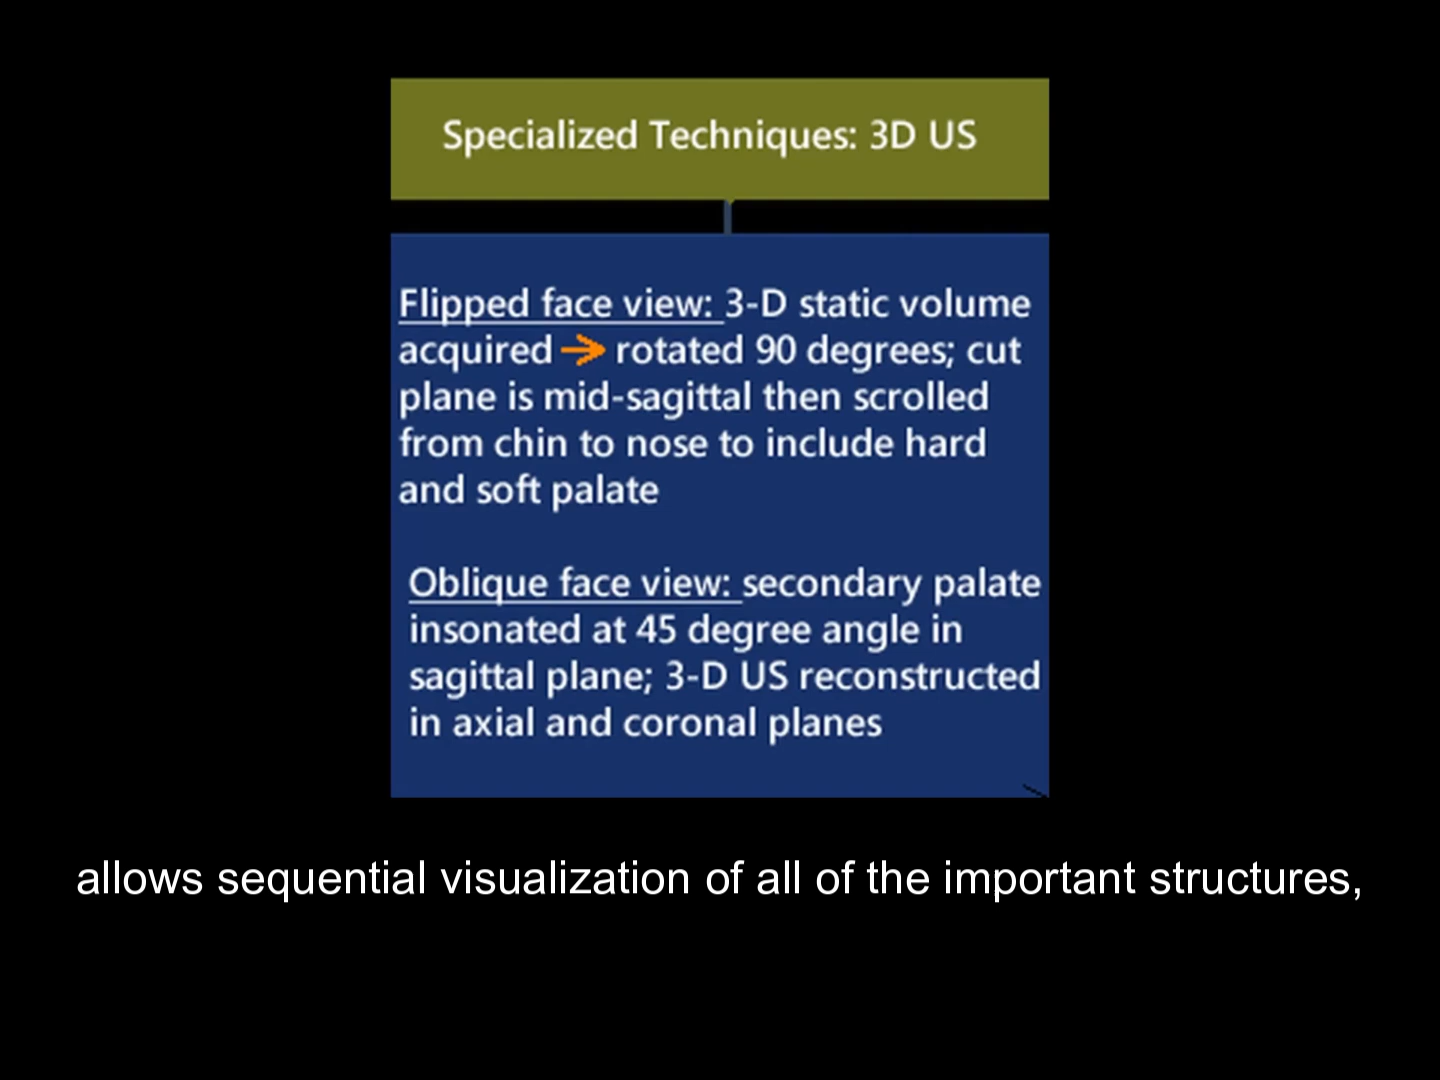 Specialized Techniques: 3D US
Flipped face view: 3-D static volume
acquired → rotated 90 degrees; cut
plane is mid-sagittal then scrolled
from chin to nose to include hard
and soft palate
Oblique face view: secondary palate
insonated at 45 degree angle in
sagittal plane; 3-D US reconstructed
in axial and coronal planes
allows sequential visualization of all of the important structures,